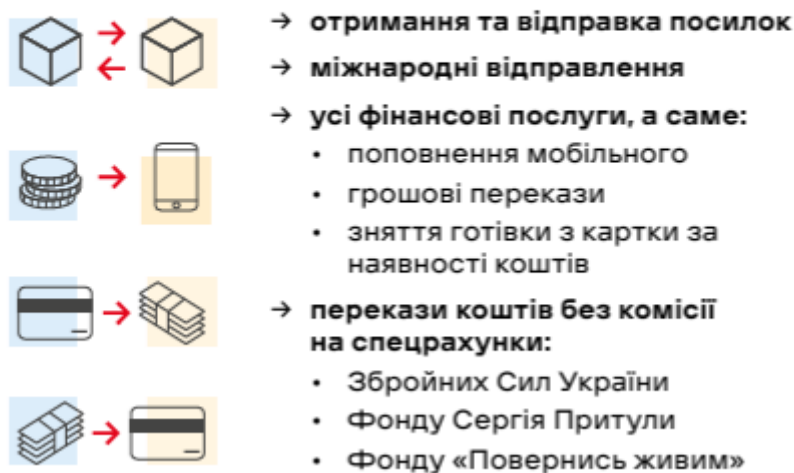 → отримання та відправка посилок
→ міжнародні відправлення
→ усі фінансові послуги, а саме:
• поповнення мобільного
• грошові перекази
• зняття готівки з картки за
наявності коштів
→ перекази коштів без комісії
на спецрахунки:
• Збройних Сил України
• Фонду Сергія Притули
• Фонду «Повернись живим»